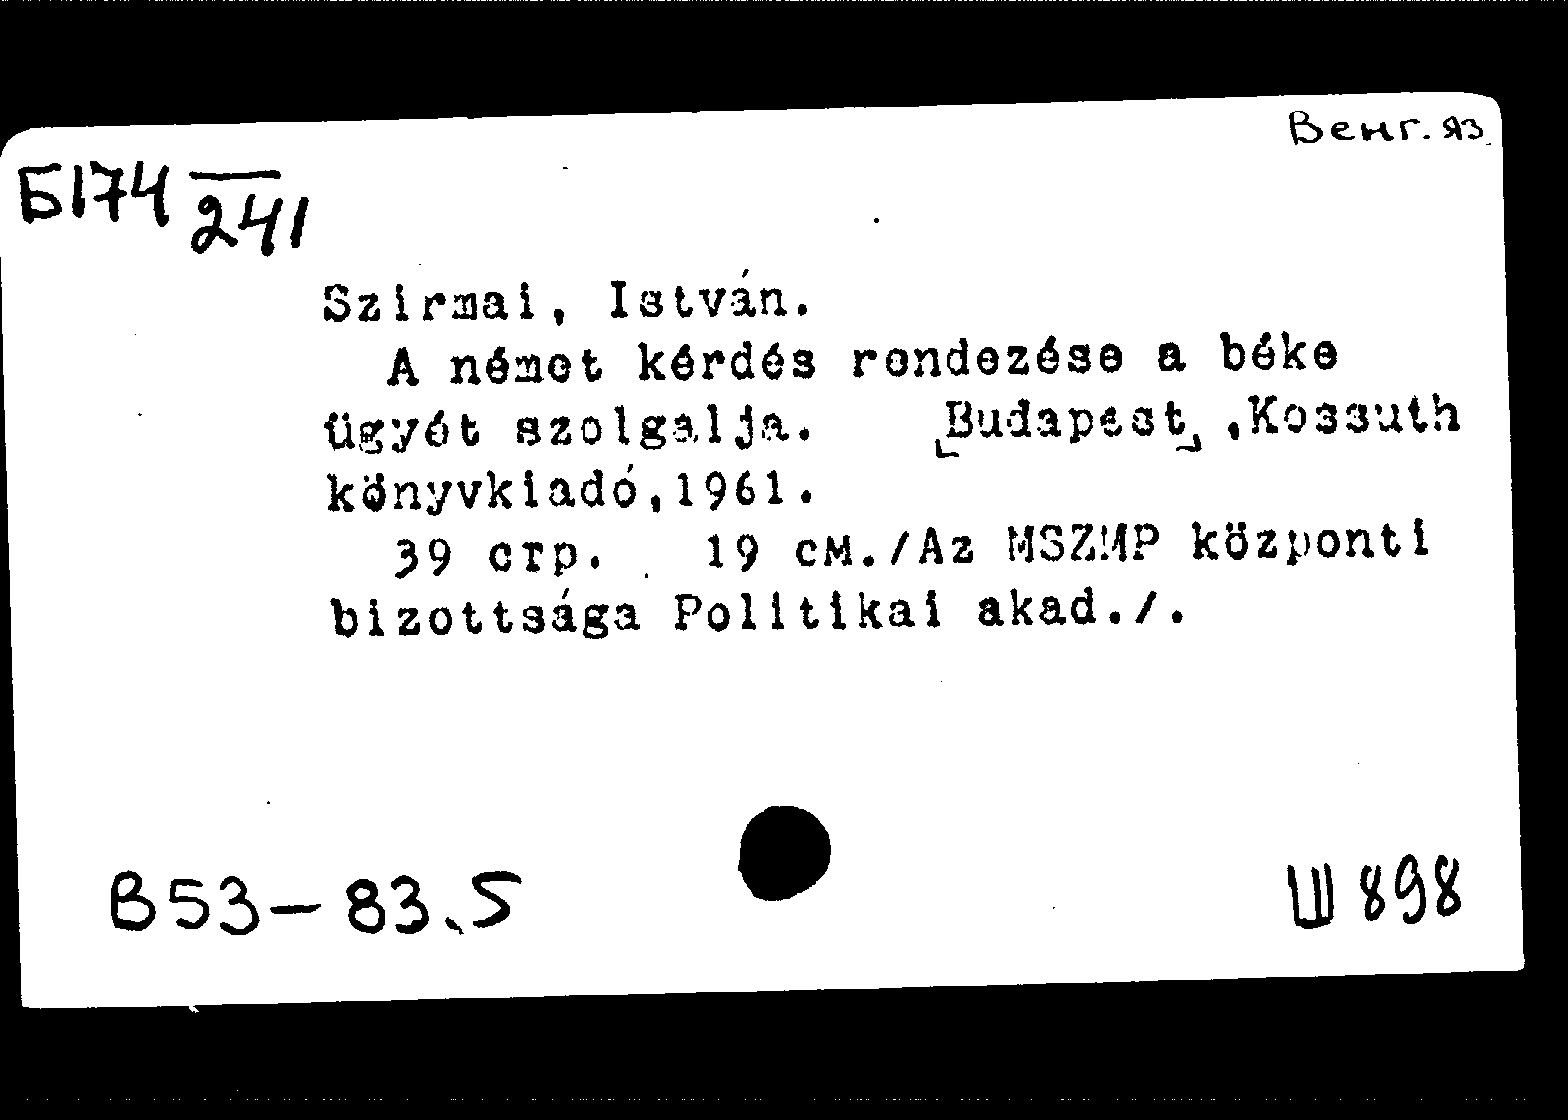 Венг. яз
Б174 241
Szirmai, István.
A német kérdés rendezése a béke
ügyét szolgalja. [Budapest], Kossuth
könyvkiadó,1961.
39 стр. 19 см./Az MSZMP központi
bizottsága Politikai akad./.
В53-83.5
Ш898